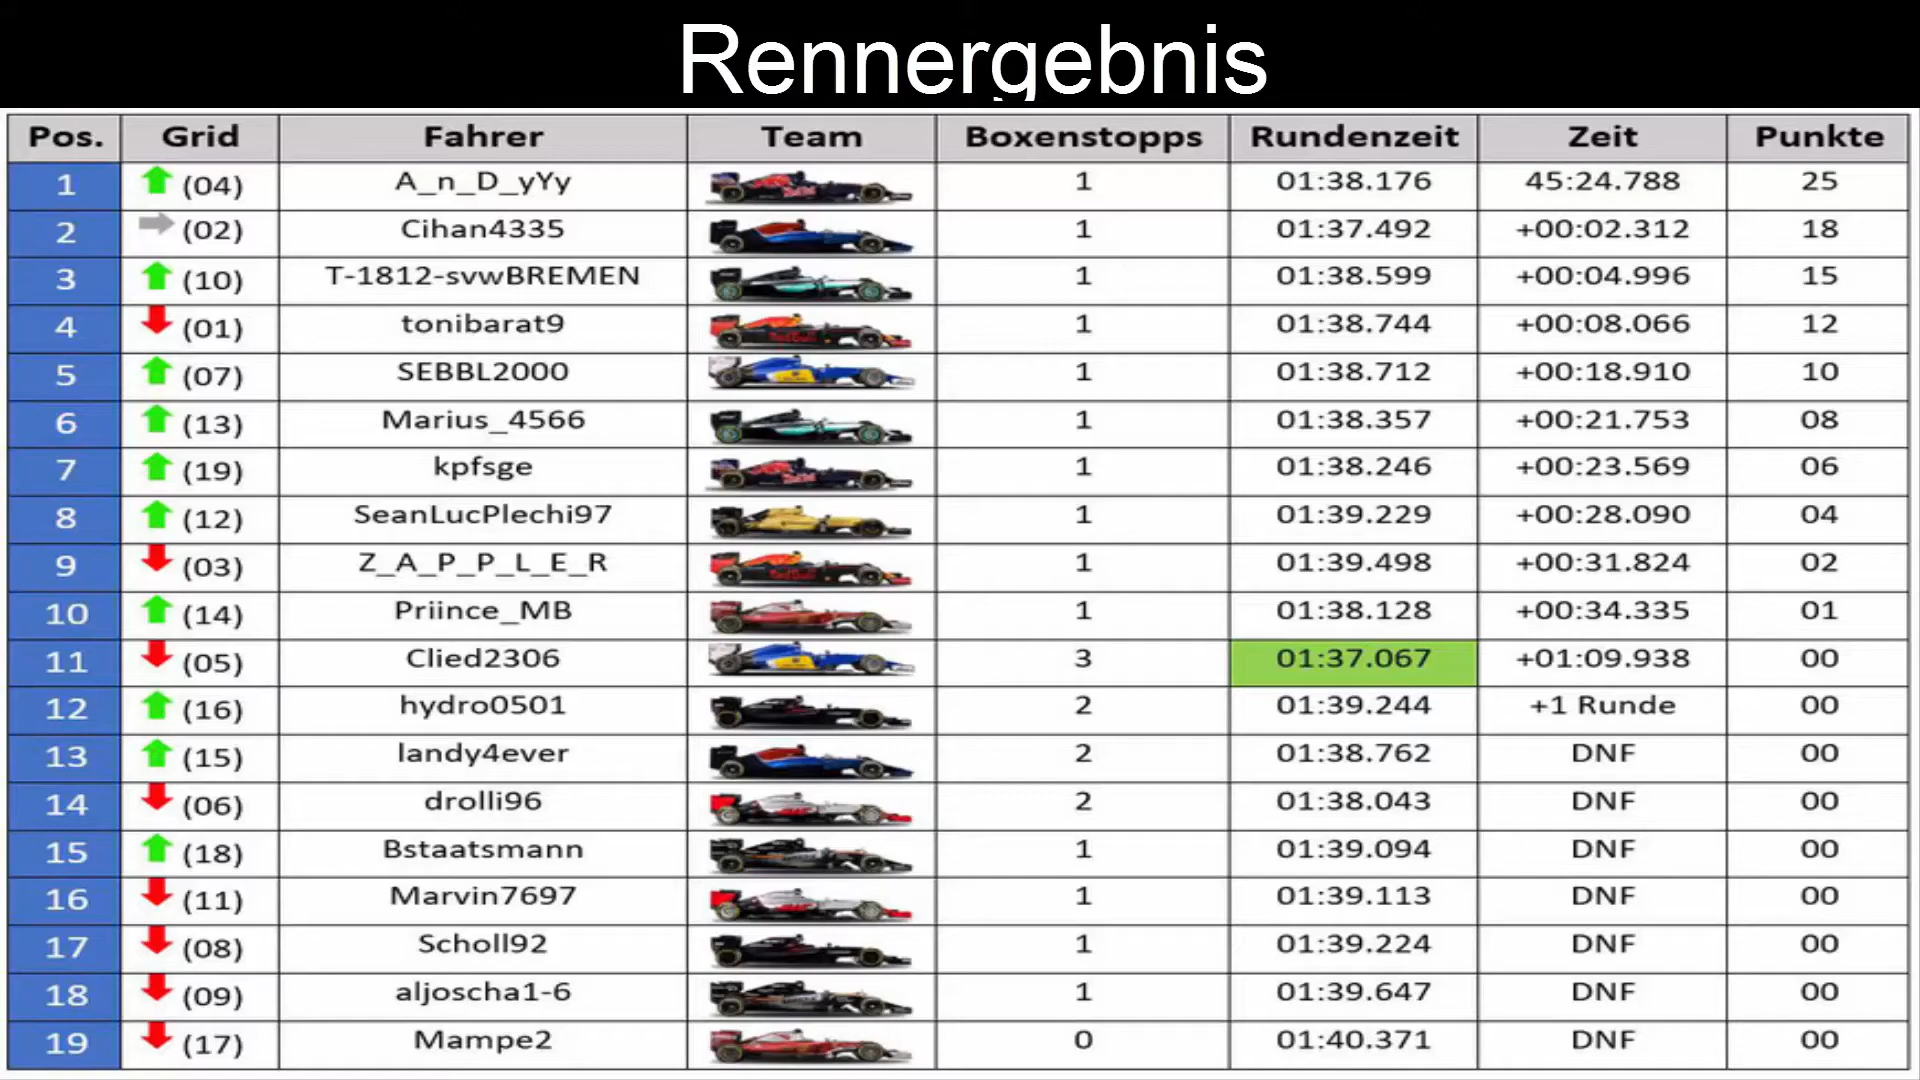 Rennergebnis
Pos. Grid Fahrer Team Boxenstopps Rundenzeit Zeit Punkte
1 (04) A_n_D_yYy 1 01:38.176 45:24.788 25
2 (02) Cihan4335 1 01:37.492 +00:02.312 18
3 (10) T-1812-svwBREMEN 1 01:38.599 +00:04.996 15
4 (01) tonibarat9 1 01:38.744 +00:08.066 12
5 (07) SEBBL2000 1 01:38.712 +00:18.910 10
6 (13) Marius_4566 1 01:38.357 +00:21.753 08
7 (19) kpfsge 1 01:38.246 +00:23.569 06
8 (12) SeanLucPlechi97 1 01:39.229 +00:28.090 04
9 (03) Z_A_P_P_L_E_R 1 01:39.498 +00:31.824 02
10 (14) Priince_MB 1 01:38.128 +00:34.335 01
11 (05) Clied2306 3 01:37.067 +01:09.938 00
12 (16) hydro0501 2 01:39.244 +1 Runde 00
13 (15) landy4ever 2 01:38.762 DNF 00
14 (06) drolli96 2 01:38.043 DNF 00
15 (18) Bstaatsmann 1 01:39.094 DNF 00
16 (11) Marvin7697 1 01:39.113 DNF 00
17 (08) Scholl92 1 01:39.224 DNF 00
18 (09) aljoscha1-6 1 01:39.647 DNF 00
19 (17) Mampe2 0 01:40.371 DNF 00